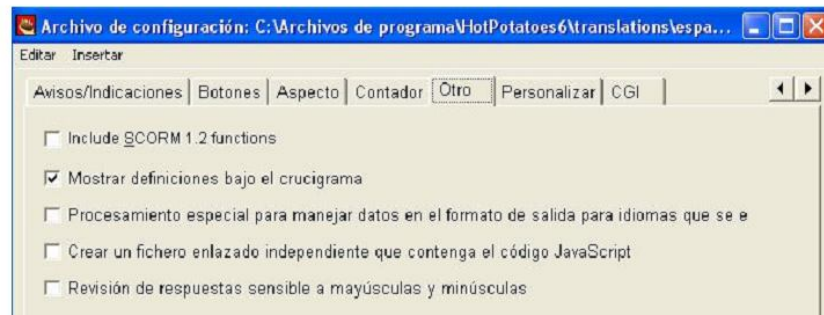 Archivo de configuración: C:\Archivos de programa\HotPotatoes6\translations\espa...
Editar Insertar
Avisos/Indicaciones Botones Aspecto Contador Otro Personalizar CGI
Include SCORM 1.2 functions
Mostrar definiciones bajo el crucigrama
Procesamiento especial para manejar datos en el formato de salida para idiomas que se e
Crear un fichero enlazado independiente que contenga el código JavaScript
Revisión de respuestas sensible a mayúsculas y minúsculas